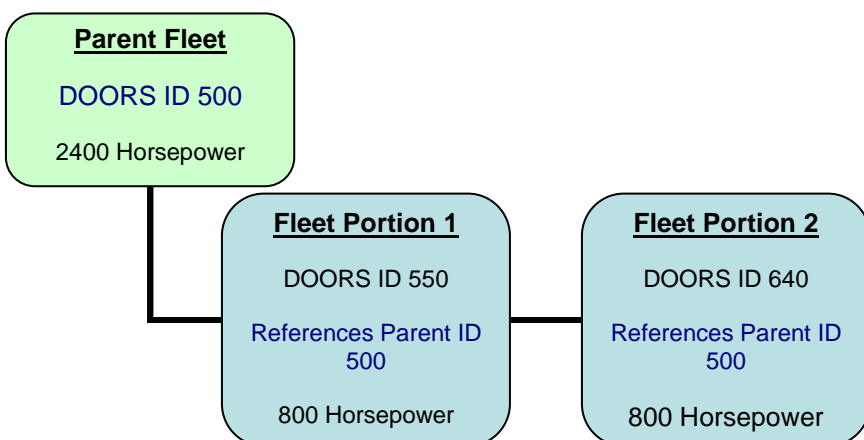 Parent Fleet
DOORS ID 500
2400 Horsepower
Fleet Portion 1
DOORS ID 550
References Parent ID
500
800 Horsepower
Fleet Portion 2
DOORS ID 640
References Parent ID
500
800 Horsepower